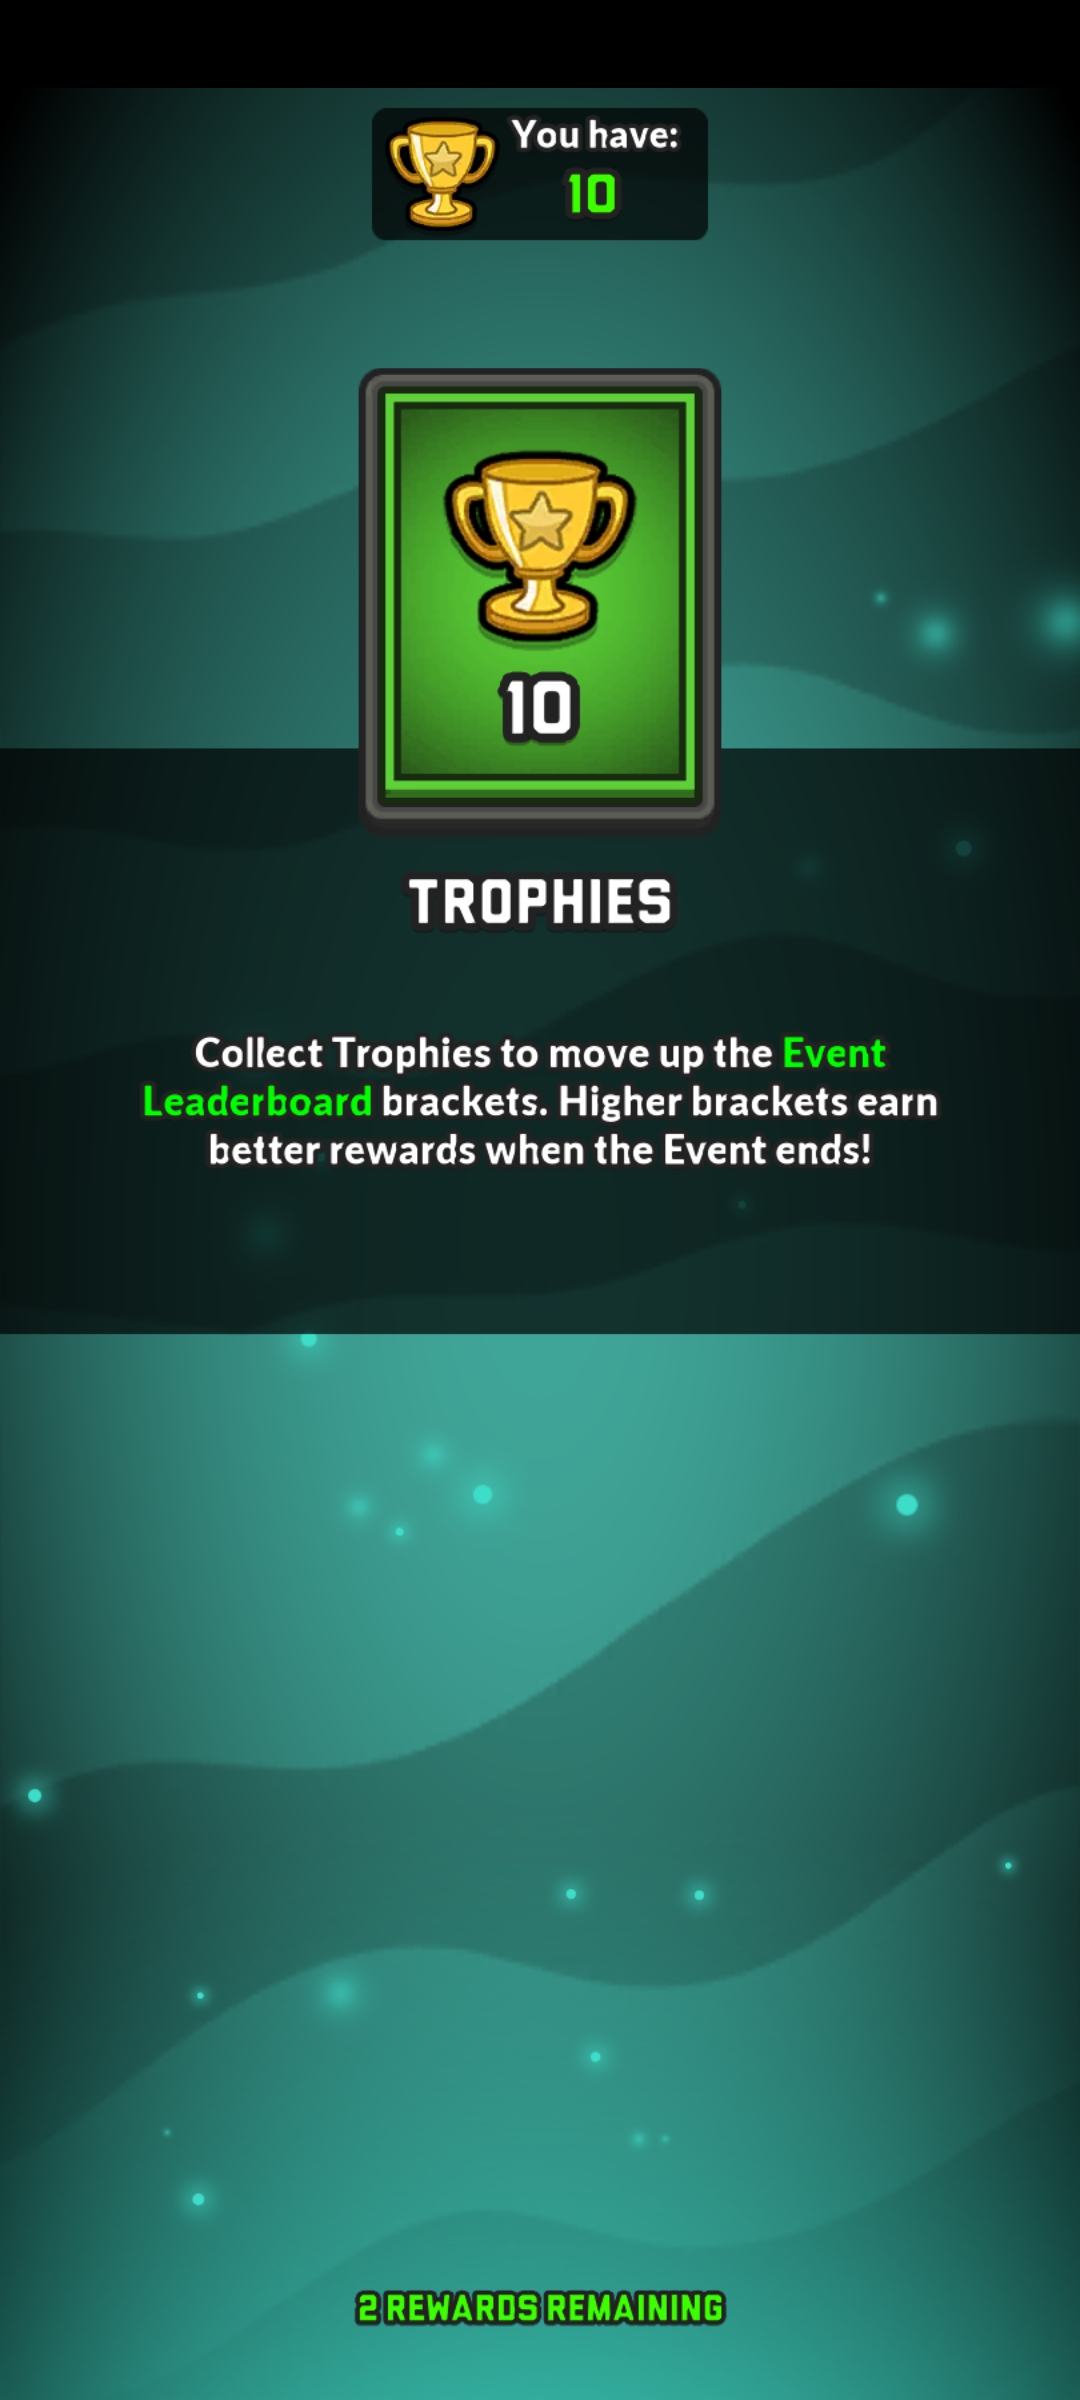 You have:
10
10
TROPHIES
Collect Trophies to move up the Event
Leaderboard brackets. Higher brackets earn
better rewards when the Event ends!
2 REWARDS REMAINING